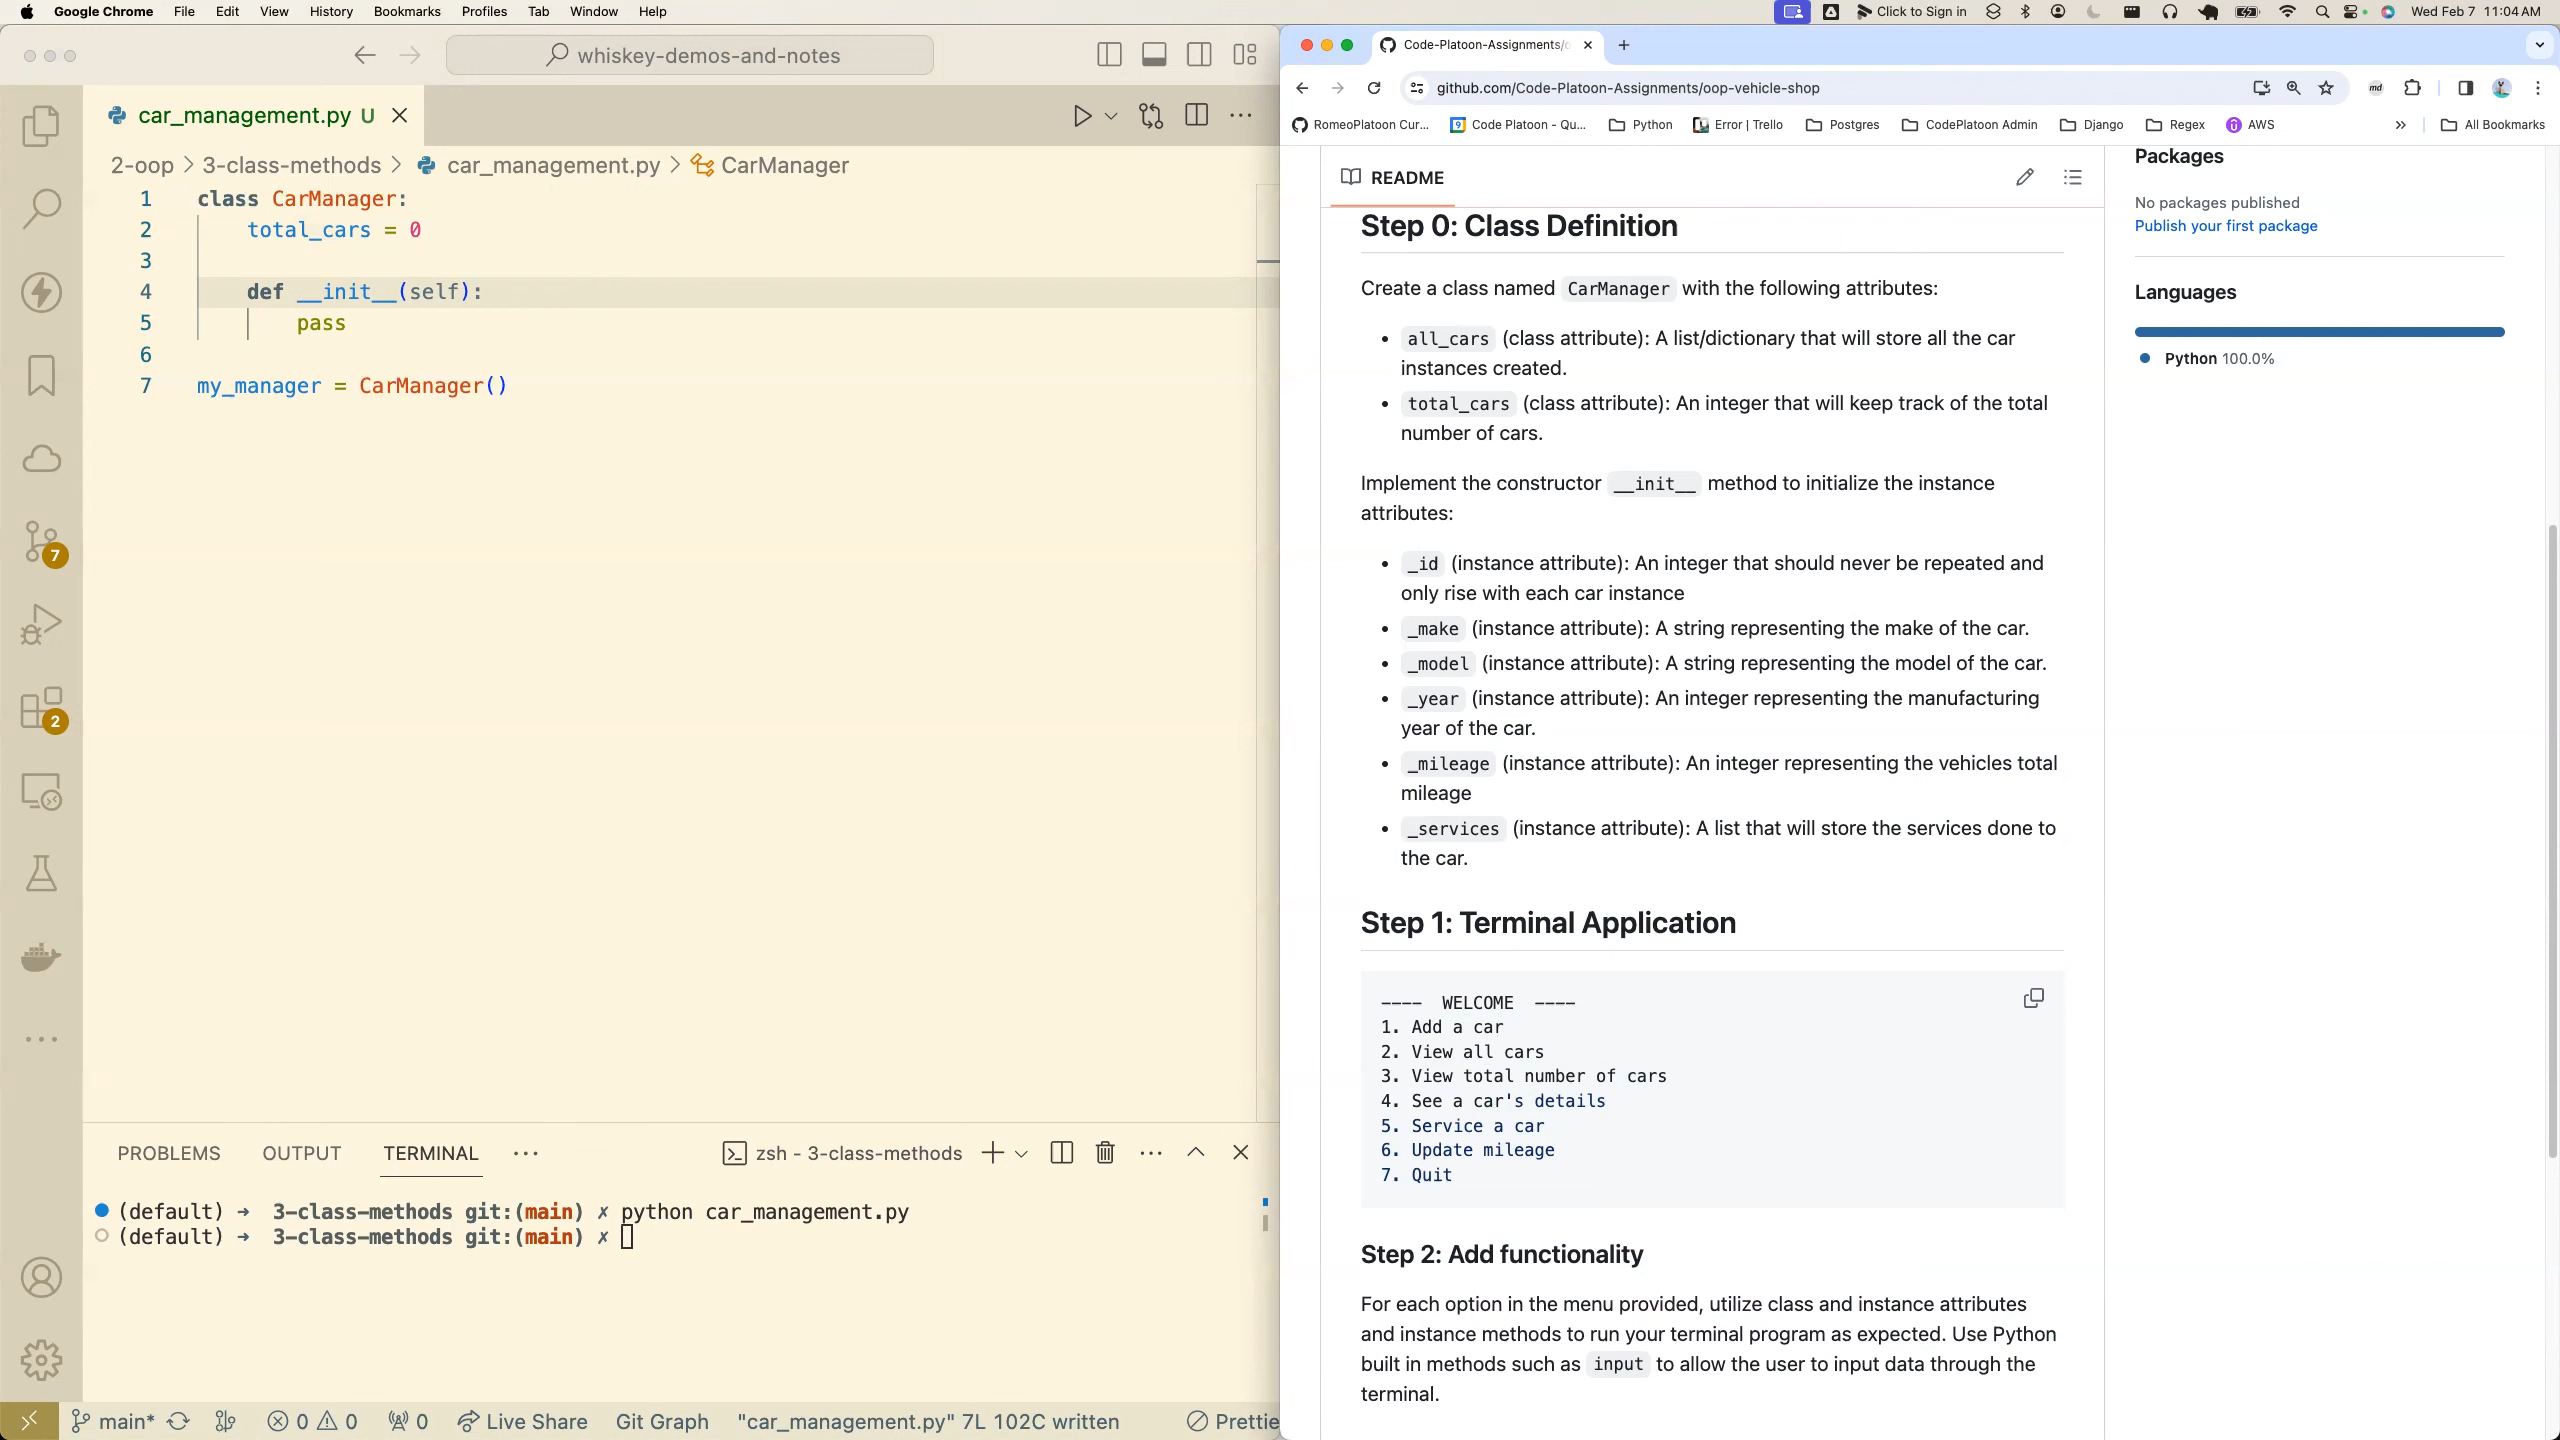 Google Chrome File Edit View History Bookmarks Profiles Tab Window Help
Click to Sign in Wed Feb 7 11:04 AM
whiskey-demos-and-notes
car_management.py U
2-oop > 3-class-methods > car_management.py > CarManager
1 class CarManager:
2 total_cars = 0
3
4 def __init__(self):
5 pass
6
7 my_manager = CarManager()
7
2
PROBLEMS OUTPUT TERMINAL ··· zsh - 3-class-methods
(default) → 3-class-methods git:(main) ✗ python car_management.py
(default) → 3-class-methods git:(main) ✗
main* 0 0 0 Live Share Git Graph "car_management.py" 7L 102C written Prettie
Code-Platoon-Assignments/o
github.com/Code-Platoon-Assignments/oop-vehicle-shop
md
RomeoPlatoon Cur... Code Platoon - Qu... Python Error | Trello Postgres CodePlatoon Admin Django Regex AWS » All Bookmarks
README
Step 0: Class Definition
Create a class named CarManager with the following attributes:
• all_cars (class attribute): A list/dictionary that will store all the car
instances created.
• total_cars (class attribute): An integer that will keep track of the total
number of cars.
Implement the constructor __init__ method to initialize the instance
attributes:
• _id (instance attribute): An integer that should never be repeated and
only rise with each car instance
• _make (instance attribute): A string representing the make of the car.
• _model (instance attribute): A string representing the model of the car.
• _year (instance attribute): An integer representing the manufacturing
year of the car.
• _mileage (instance attribute): An integer representing the vehicles total
mileage
• _services (instance attribute): A list that will store the services done to
the car.
Step 1: Terminal Application
---- WELCOME ----
1. Add a car
2. View all cars
3. View total number of cars
4. See a car's details
5. Service a car
6. Update mileage
7. Quit
Step 2: Add functionality
For each option in the menu provided, utilize class and instance attributes
and instance methods to run your terminal program as expected. Use Python
built in methods such as input to allow the user to input data through the
terminal.
Packages
No packages published
Publish your first package
Languages
Python 100.0%